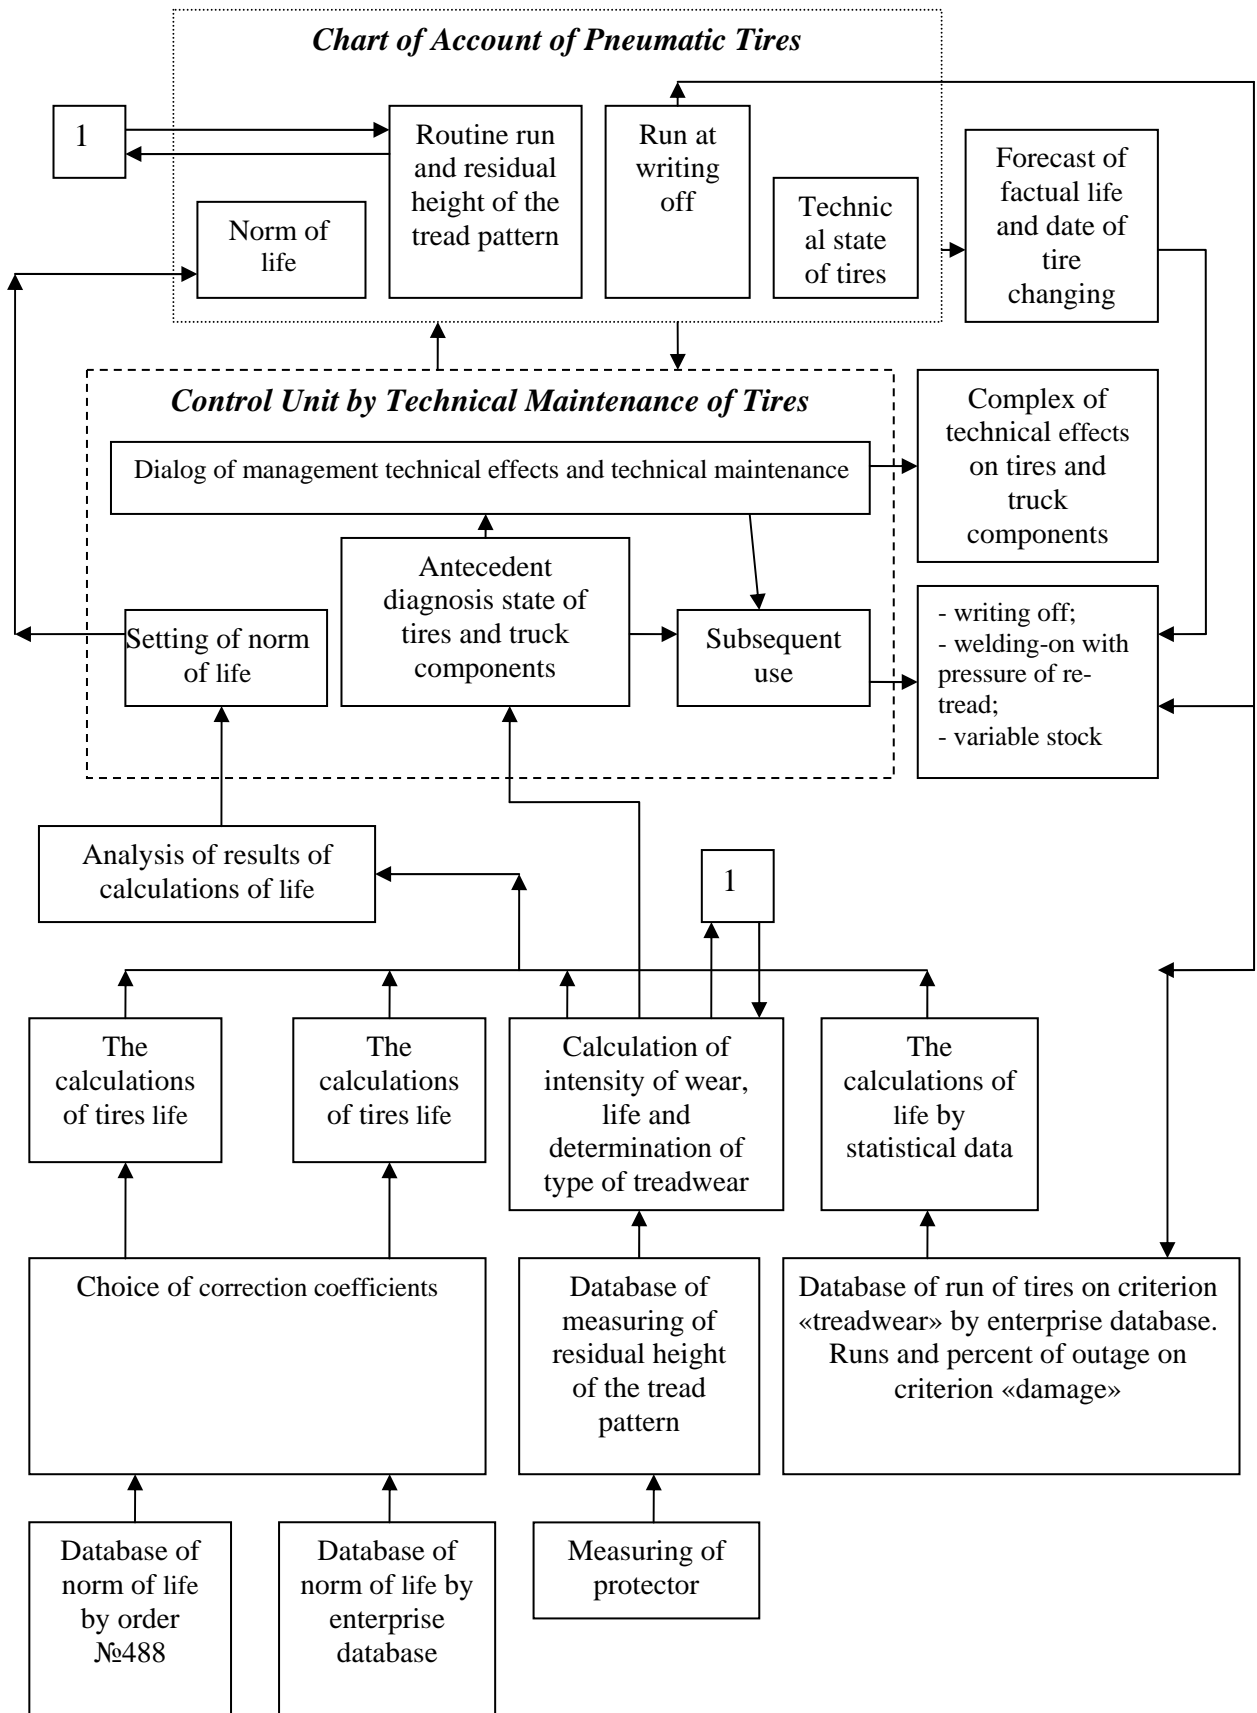 Chart of Account of Pneumatic Tires
1
Routine run
and residual
height of the
tread pattern
Run at
writing
off
Norm of
life
Technic
al state
of tires
Forecast of
factual life
and date of
tire
changing
Control Unit by Technical Maintenance of Tires
Dialog of management technical effects and technical maintenance
Complex of
technical effects
on tires and
truck
components
Antecedent
diagnosis state of
tires and truck
components
Setting of norm
of life
Subsequent
use
- writing off;
- welding-on with
pressure of re-
tread;
- variable stock
Analysis of results of
calculations of life
1
The
calculations
of tires life
The
calculations
of tires life
Calculation of
intensity of wear,
life and
determination of
type of treadwear
The
calculations of
life by
statistical data
Choice of correction coefficients
Database of
measuring of
residual height
of the tread
pattern
Database of run of tires on criterion
«treadwear» by enterprise database.
Runs and percent of outage on
criterion «damage»
Database of
norm of life
by order
№488
Database of
norm of life by
enterprise
database
Measuring of
protector